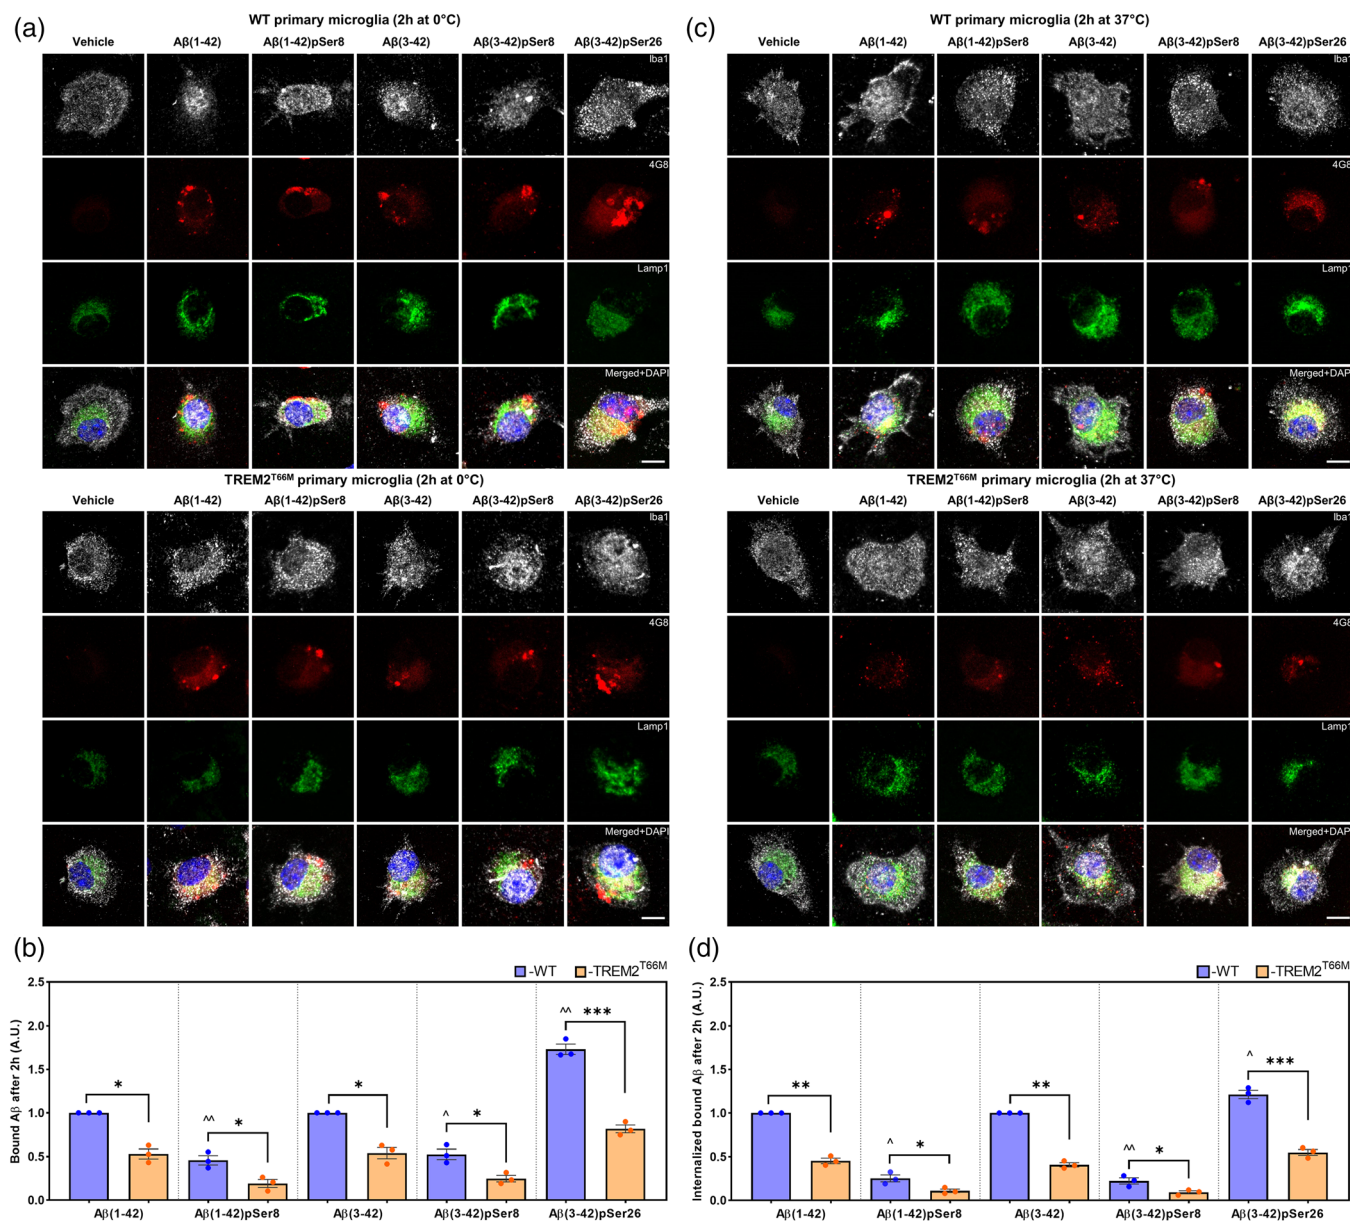 (a)
WT primary microglia (2h at 0°C)
Vehicle Aβ(1-42) Aβ(1-42)pSer8 Aβ(3-42) Aβ(3-42)pSer8 Aβ(3-42)pSer26
Iba1
4G8
Lamp1
Merged+DAPI
TREM2T66M primary microglia (2h at 0°C)
Vehicle Aβ(1-42) Aβ(1-42)pSer8 Aβ(3-42) Aβ(3-42)pSer8 Aβ(3-42)pSer26
Iba1
4G8
Lamp1
Merged+DAPI
(b)
-WT -TREM2T66M
Bound Aβ after 2h (A.U.)
2.5
2.0
1.5
1.0
0.5
0.0
* ^^ * * ^ * ^^ ***
Aβ(1-42) Aβ(1-42)pSer8 Aβ(3-42) Aβ(3-42)pSer8 Aβ(3-42)pSer26
(c)
WT primary microglia (2h at 37°C)
Vehicle Aβ(1-42) Aβ(1-42)pSer8 Aβ(3-42) Aβ(3-42)pSer8 Aβ(3-42)pSer26
Iba1
4G8
Lamp1
Merged+DAP
TREM2T66M primary microglia (2h at 37°C)
Vehicle Aβ(1-42) Aβ(1-42)pSer8 Aβ(3-42) Aβ(3-42)pSer8 Aβ(3-42)pSer26
Iba1
4G8
Lamp1
Merged+DAP
(d)
-WT -TREM2T66M
Internalized bound Aβ after 2h (A.U.)
2.5
2.0
1.5
1.0
0.5
0.0
** ^ * ** ^^ * ^ ***
Aβ(1-42) Aβ(1-42)pSer8 Aβ(3-42) Aβ(3-42)pSer8 Aβ(3-42)pSer26